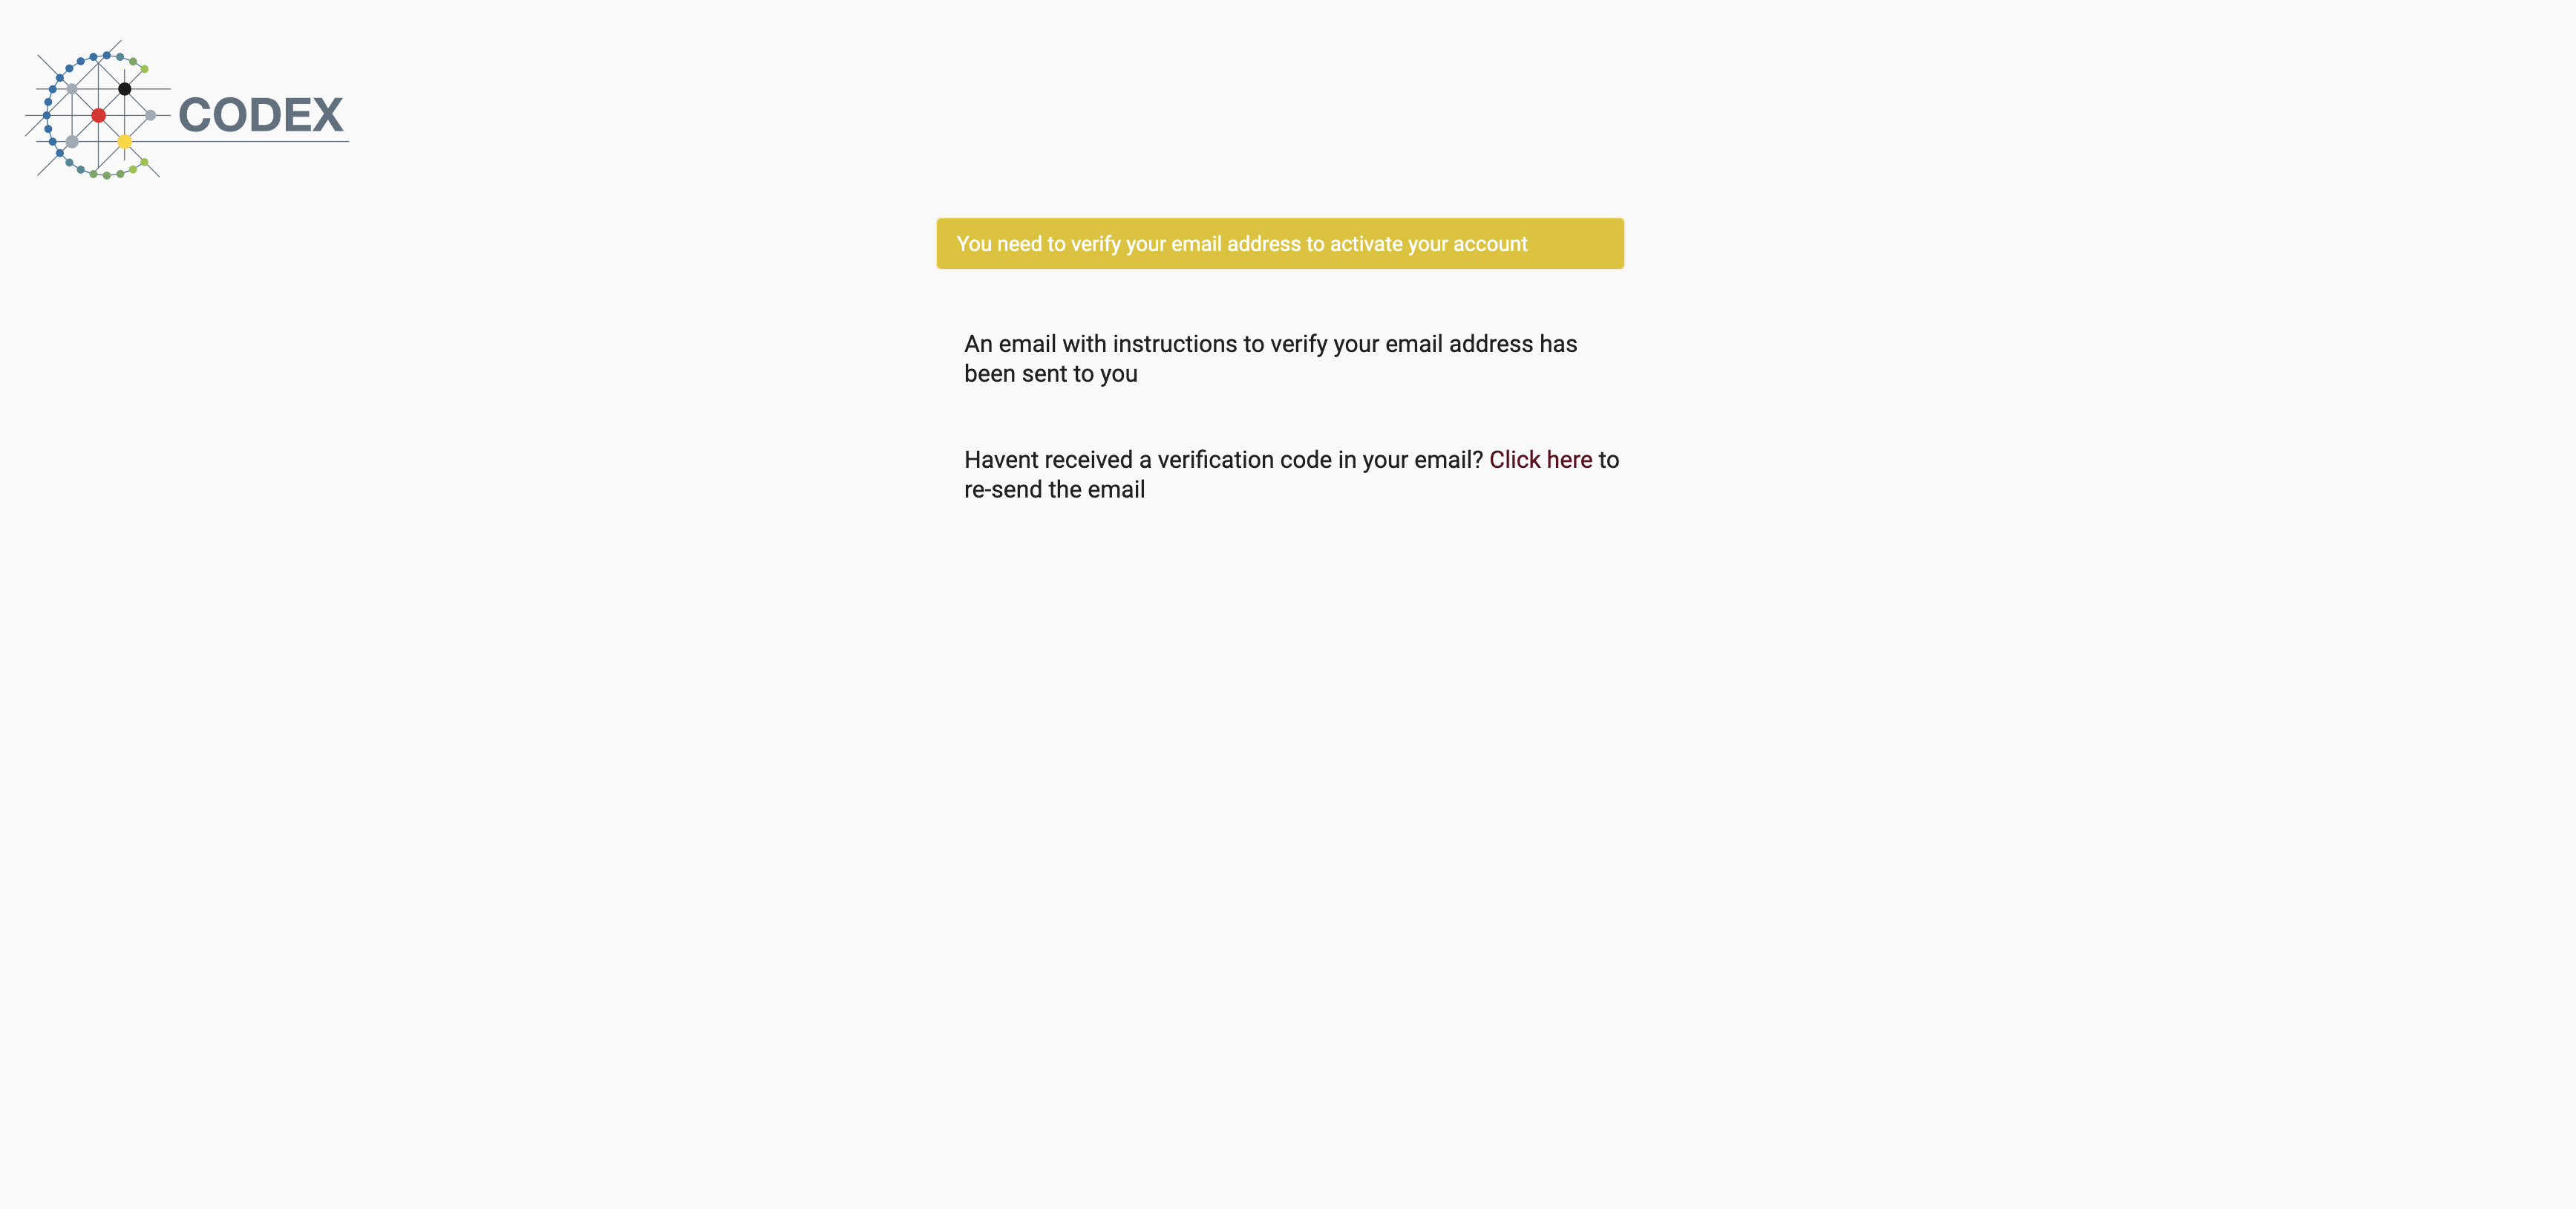 CODEX
You need to verify your email address to activate your account
An email with instructions to verify your email address has
been sent to you
Havent received a verification code in your email? Click here to
re-send the email